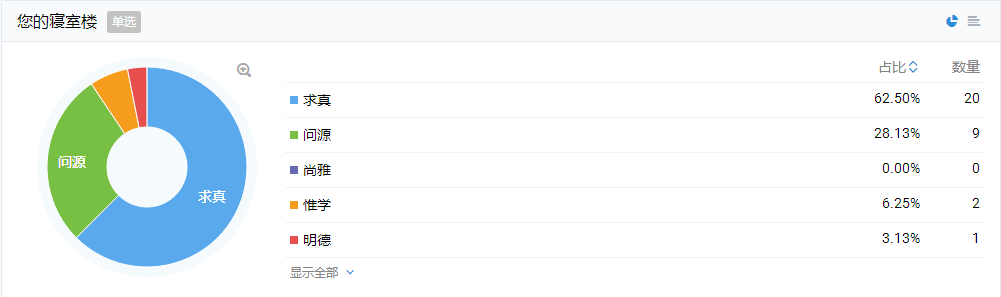 您的寝室楼 单选
占比 数量
求真 62.50% 20
问源 28.13% 9
尚雅 0.00% 0
惟学 6.25% 2
明德 3.13% 1
显示全部
问源
求真